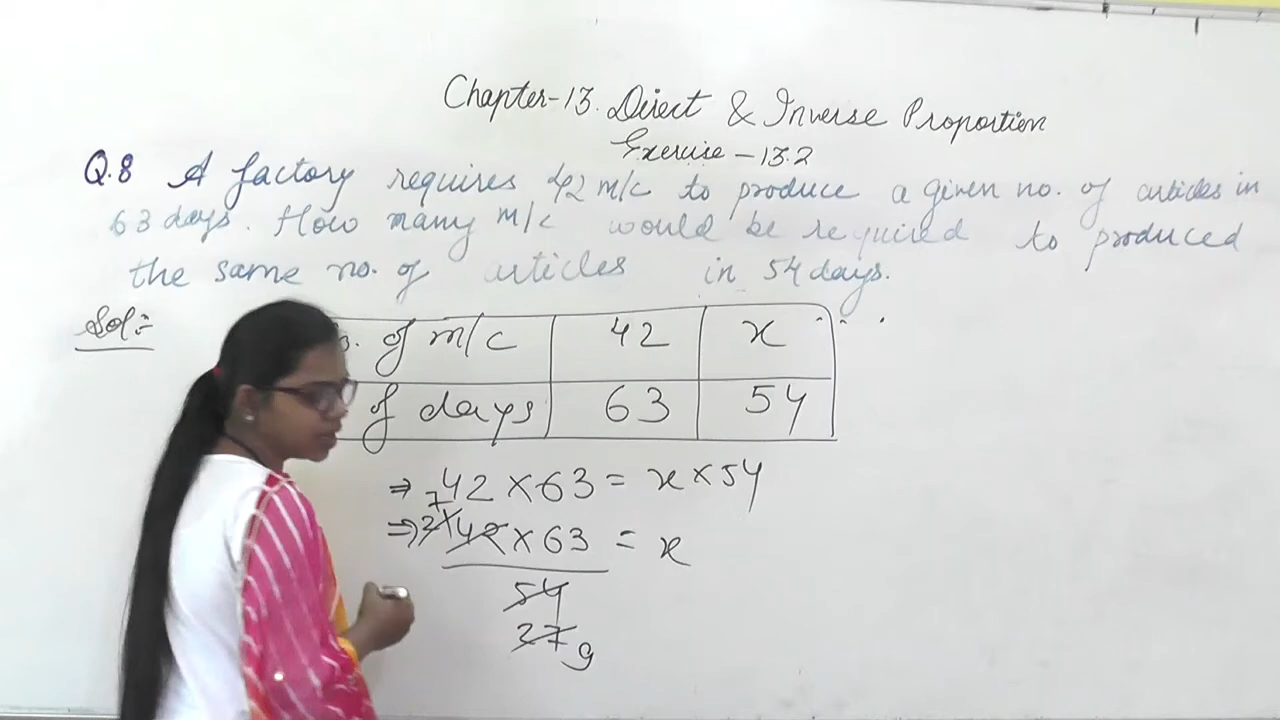 Chapter-13. Direct & Inverse Proportion
Exercise - 13.2
Q.8 A factory requires 42 m/c to produce a given no. of articles in
63 days. How many m/c would be required to produced
the same no. of articles in 54 days.
Sol:-
of m/c 42 x
of days 63 54
⇒ 42 × 63 = x × 54
7
⇒ 21 42 × 63 = x
54
27 9